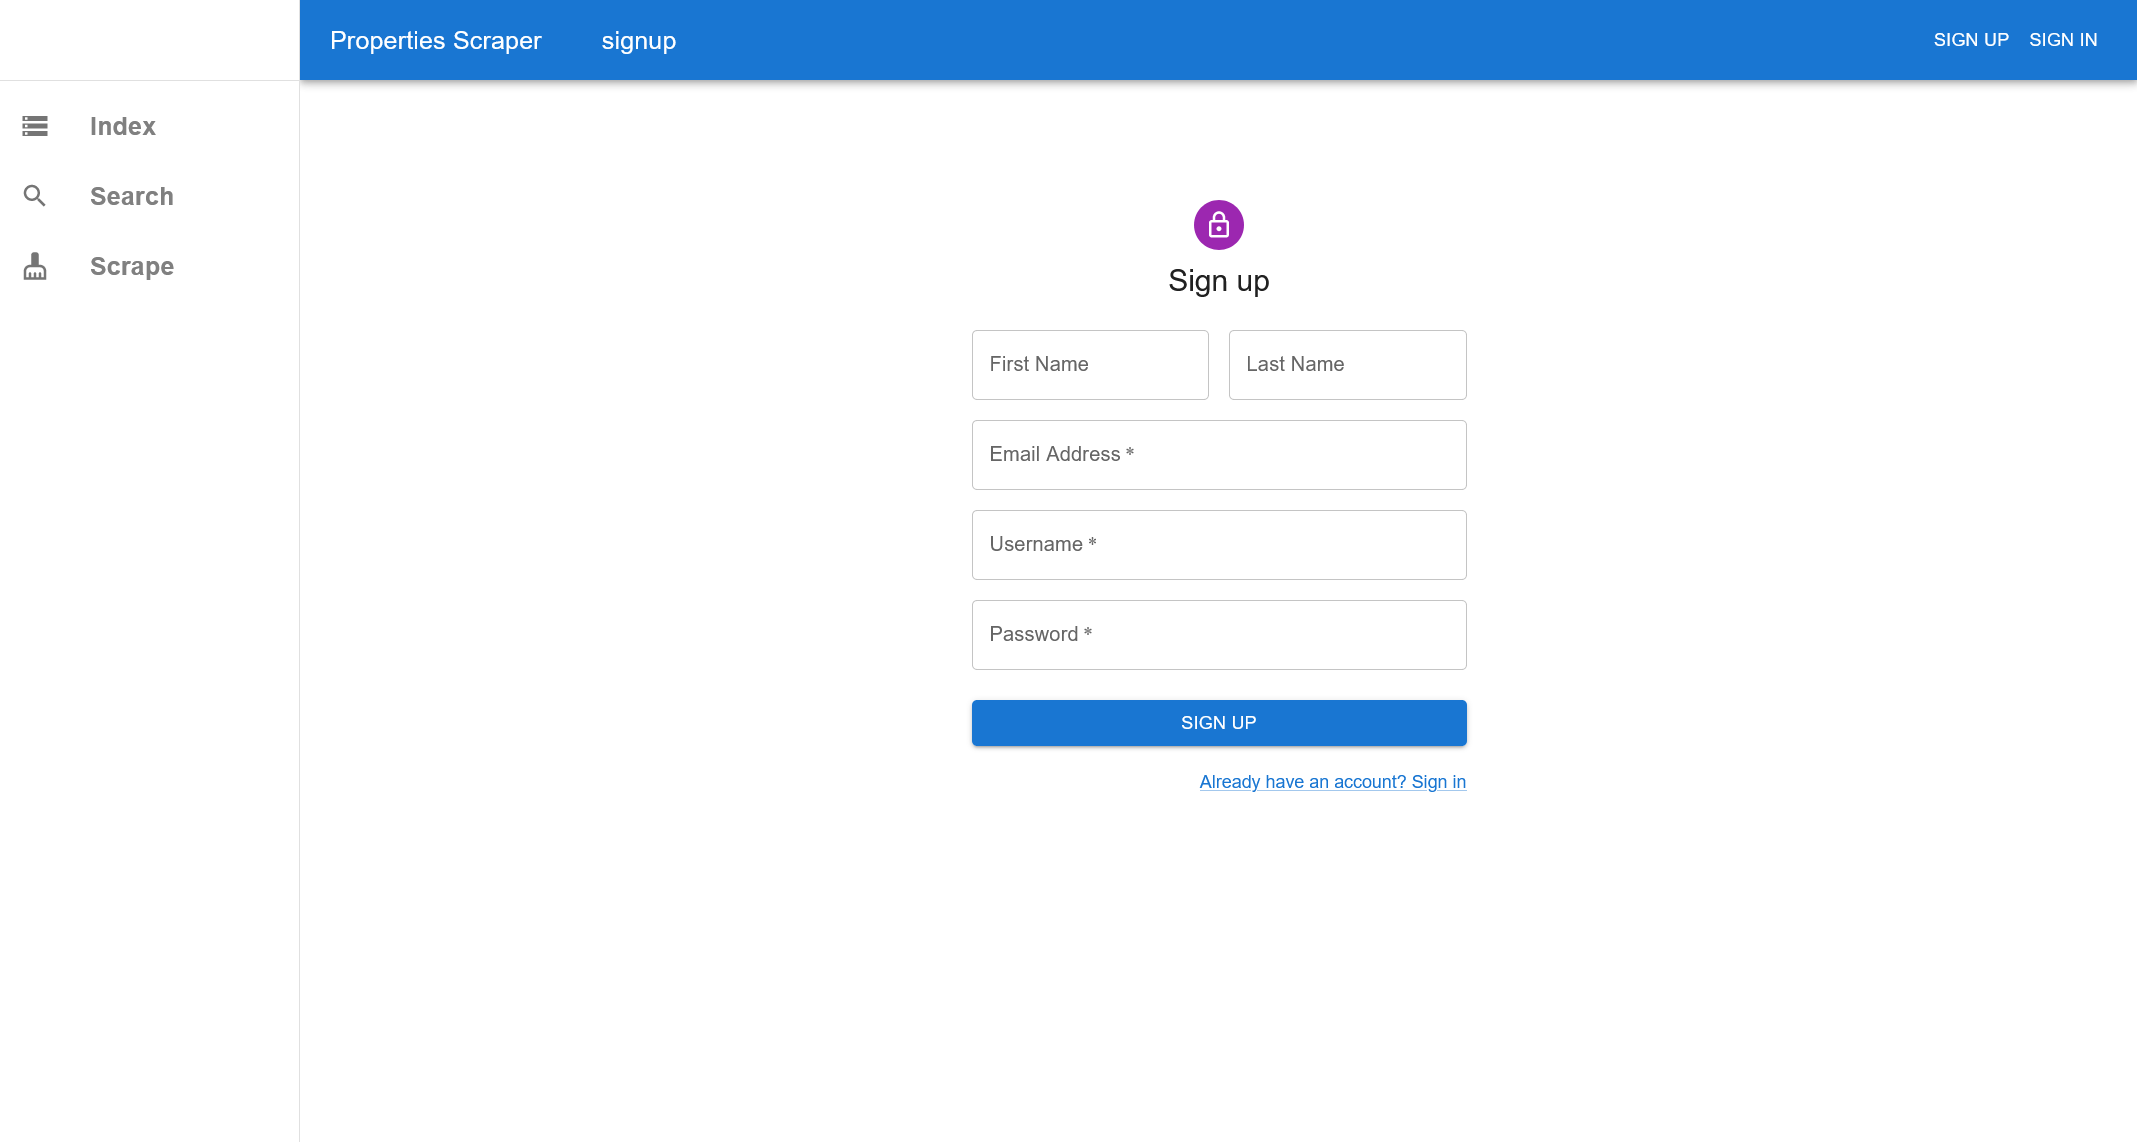 Properties Scraper signup SIGN UP SIGN IN
Index
Search
Scrape
Sign up
First Name Last Name
Email Address *
Username *
Password *
SIGN UP
Already have an account? Sign in